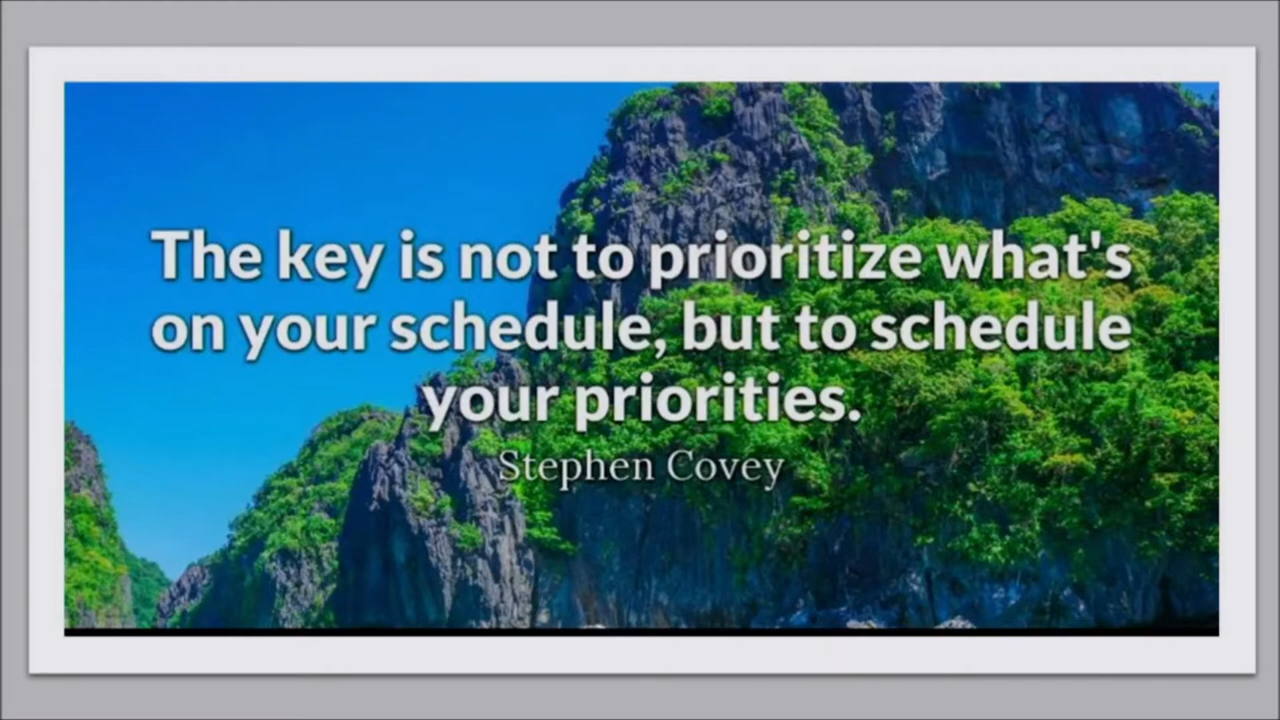 The key is not to prioritize what's
on your schedule, but to schedule
your priorities.
Stephen Covey